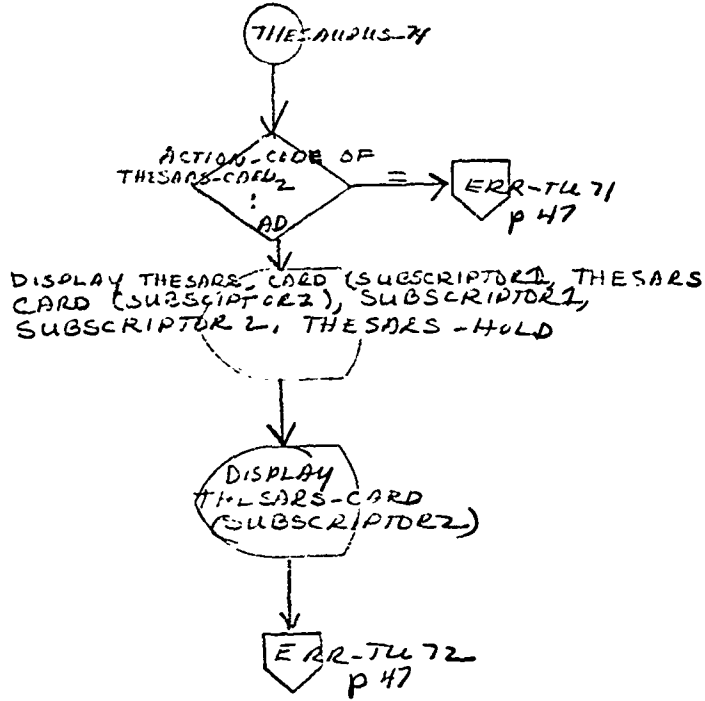 THESAURUS-74
ACTION-CODE OF
THESARS-CARD2
:
AD
=
ERR-TU 71
p 47
DISPLAY THESARS-CARD (SUBSCRIPTOR1, THESARS
CARD (SUBSCIPTOR2), SUBSCRIPTOR1,
SUBSCRIPTOR 2, THESARS-HOLD
DISPLAY
THESARS-CARD
(SUBSCRIPTOR2)
ERR-TU 72
p 47